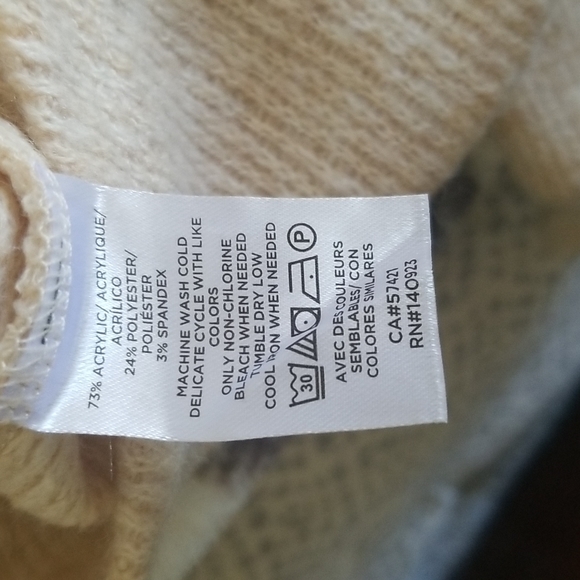 73% ACRYLIC/ ACRYLIQUE/
ACRÍLICO
24% POLYESTER/
POLIÉSTER
3% SPANDEX
MACHINE WASH COLD
DELICATE CYCLE WITH LIKE
COLORS
ONLY NON-CHLORINE
BLEACH WHEN NEEDED
TUMBLE DRY LOW
COOL IRON WHEN NEEDED
30 P
AVEC DES COULEURS
SEMBLABLES/ CON
COLORES SIMILARES
CA#57421
RN#140923